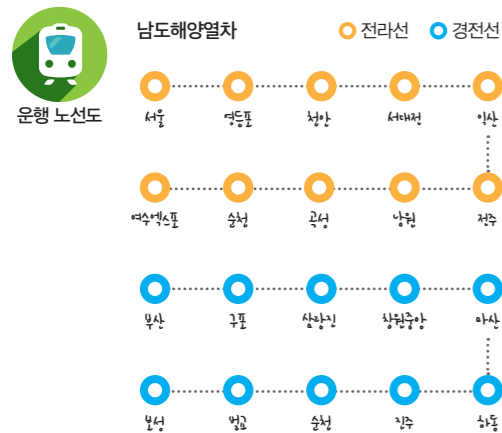 남도해양열차
전라선 경전선
운행 노선도
서울 영등포 천안 서대전 익산
여수엑스포 순천 곡성 남원 전주
부산 구포 삼랑진 창원중앙 마산
보성 벌교 순천 진주 하동